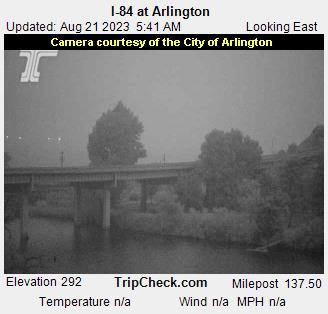 I-84 at Arlington
Updated: Aug 21 2023 5:41 AM Looking East
Camera courtesy of the City of Arlington
Elevation 292 TripCheck.com Milepost 137.50
Temperature n/a Wind n/a MPH n/a